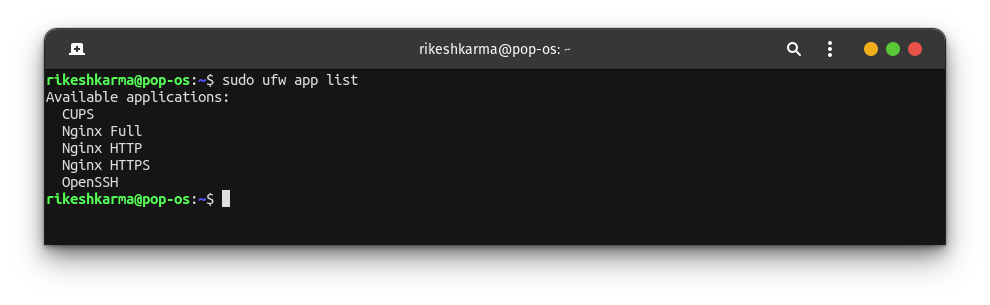 rikeshkarma@pop-os: ~
rikeshkarma@pop-os:~$ sudo ufw app list
Available applications:
  CUPS
  Nginx Full
  Nginx HTTP
  Nginx HTTPS
  OpenSSH
rikeshkarma@pop-os:~$